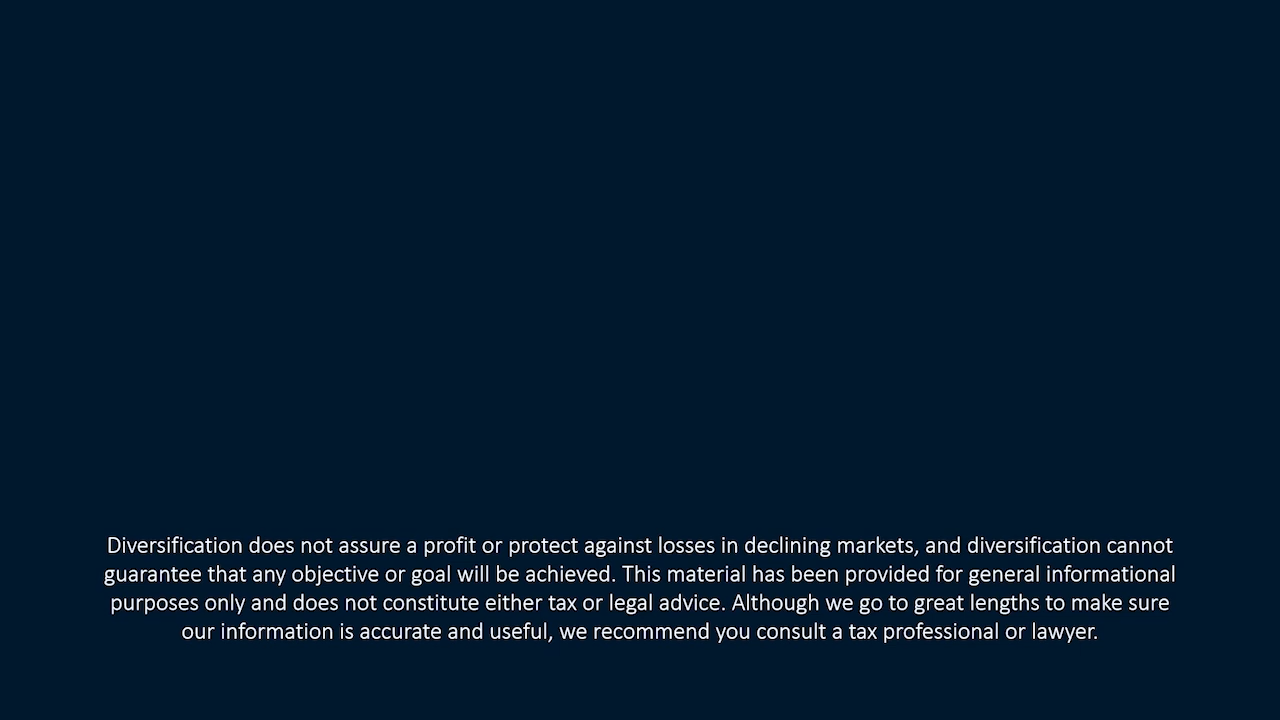 Diversification does not assure a profit or protect against losses in declining markets, and diversification cannot
guarantee that any objective or goal will be achieved. This material has been provided for general informational
purposes only and does not constitute either tax or legal advice. Although we go to great lengths to make sure
our information is accurate and useful, we recommend you consult a tax professional or lawyer.